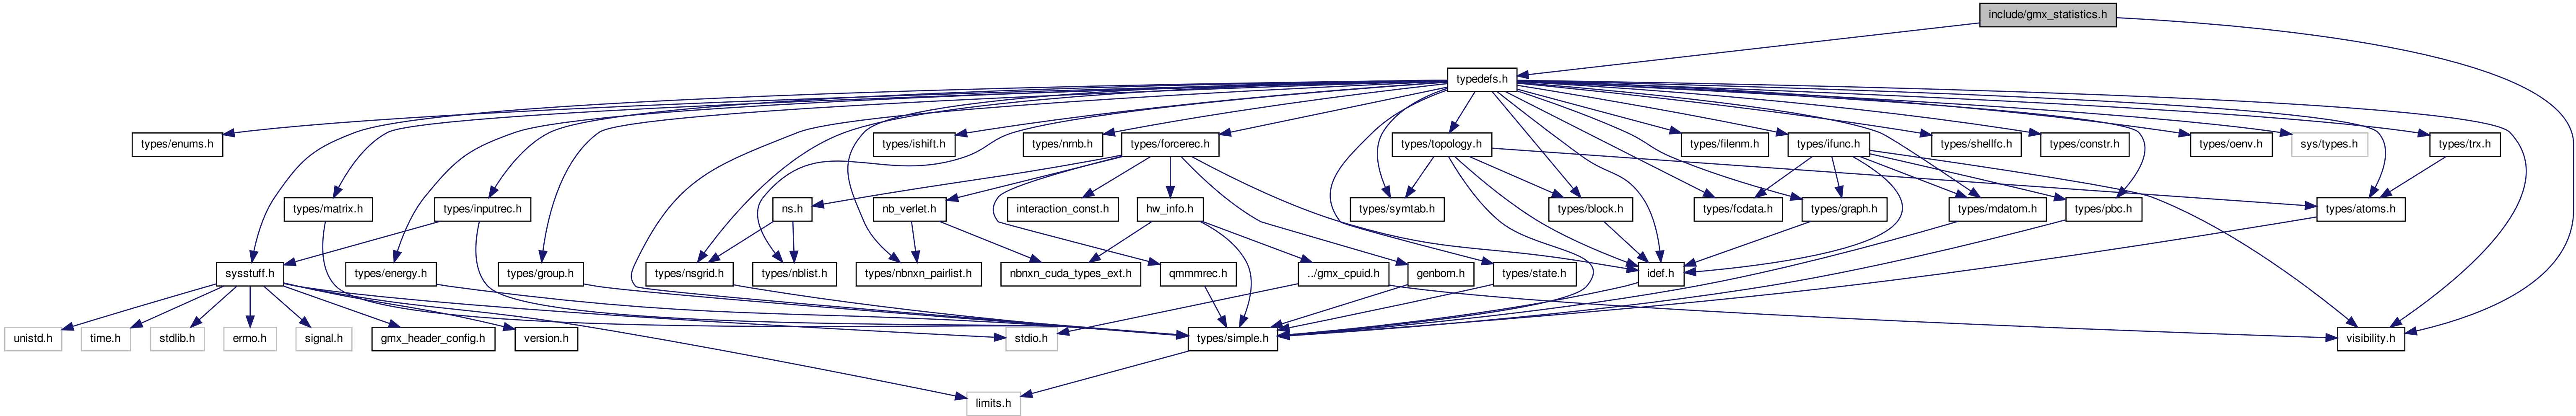 include/gmx_statistics.h
typedefs.h
types/enums.h
types/ishift.h
types/nrnb.h
types/forcerec.h
types/topology.h
types/filenm.h
types/ifunc.h
types/shellfc.h
types/constr.h
types/oenv.h
sys/types.h
types/trx.h
types/matrix.h
types/inputrec.h
ns.h
nb_verlet.h
interaction_const.h
hw_info.h
types/symtab.h
types/block.h
types/fcdata.h
types/graph.h
types/mdatom.h
types/pbc.h
types/atoms.h
sysstuff.h
types/energy.h
types/group.h
types/nsgrid.h
types/nblist.h
types/nbnxn_pairlist.h
nbnxn_cuda_types_ext.h
qmmmrec.h
../gmx_cpuid.h
genborn.h
types/state.h
idef.h
unistd.h
time.h
stdlib.h
errno.h
signal.h
gmx_header_config.h
version.h
stdio.h
types/simple.h
visibility.h
limits.h